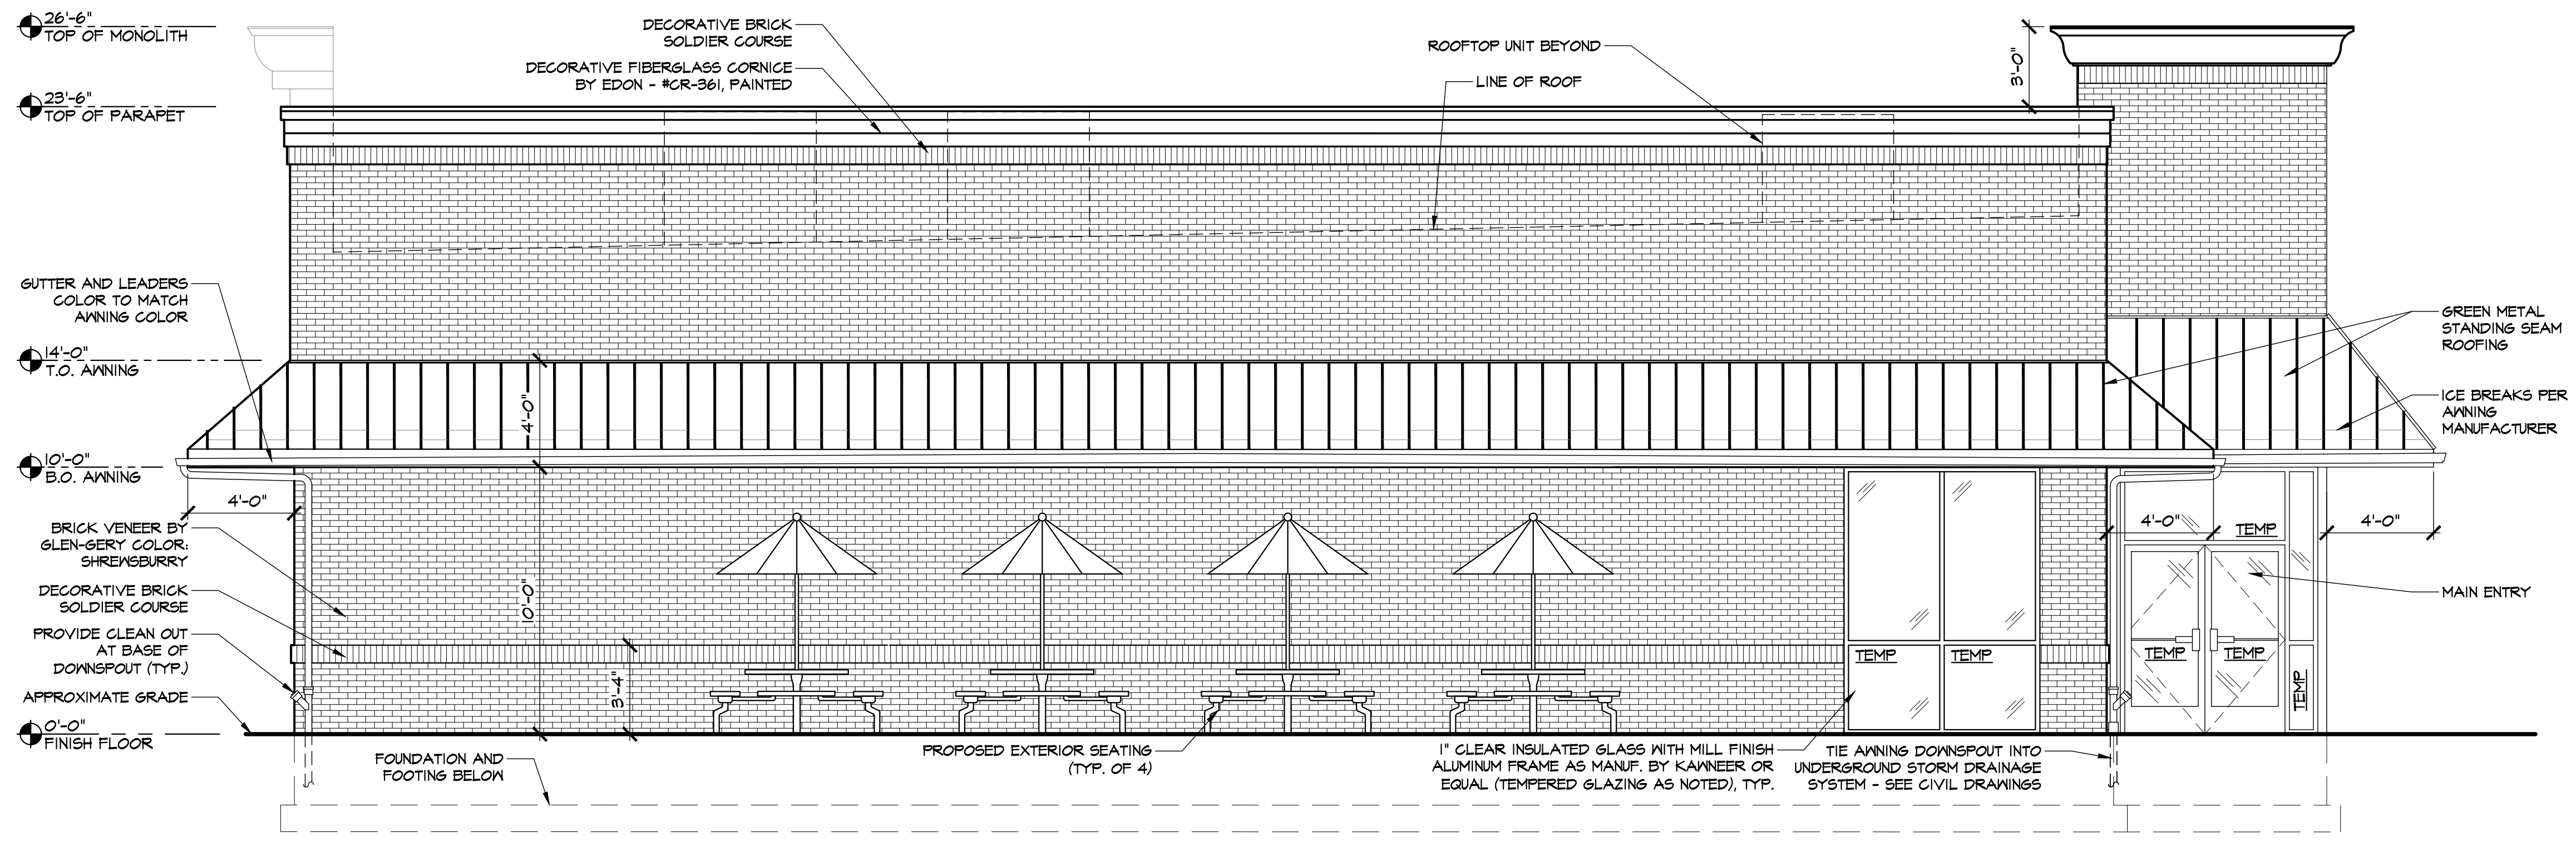 26'-6"
TOP OF MONOLITH
23'-6"
TOP OF PARAPET
DECORATIVE BRICK
SOLDIER COURSE
DECORATIVE FIBERGLASS CORNICE
BY EDON - #CR-361, PAINTED
ROOFTOP UNIT BEYOND
LINE OF ROOF
3'-0"
GUTTER AND LEADERS
COLOR TO MATCH
AWNING COLOR
14'-0"
T.O. AWNING
10'-0"
B.O. AWNING
4'-0"
BRICK VENEER BY
GLEN-GERY COLOR:
SHREWSBURRY
DECORATIVE BRICK
SOLDIER COURSE
PROVIDE CLEAN OUT
AT BASE OF
DOWNSPOUT (TYP.)
APPROXIMATE GRADE
0'-0"
FINISH FLOOR
4'-0"
10'-0"
3'-4"
FOUNDATION AND
FOOTING BELOW
PROPOSED EXTERIOR SEATING
(TYP. OF 4)
TEMP
TEMP
1" CLEAR INSULATED GLASS WITH MILL FINISH
ALUMINUM FRAME AS MANUF. BY KAWNEER OR
EQUAL (TEMPERED GLAZING AS NOTED), TYP.
TIE AWNING DOWNSPOUT INTO
UNDERGROUND STORM DRAINAGE
SYSTEM - SEE CIVIL DRAWINGS
4'-0"
TEMP
4'-0"
TEMP
TEMP
TEMP
GREEN METAL
STANDING SEAM
ROOFING
ICE BREAKS PER
AWNING
MANUFACTURER
MAIN ENTRY